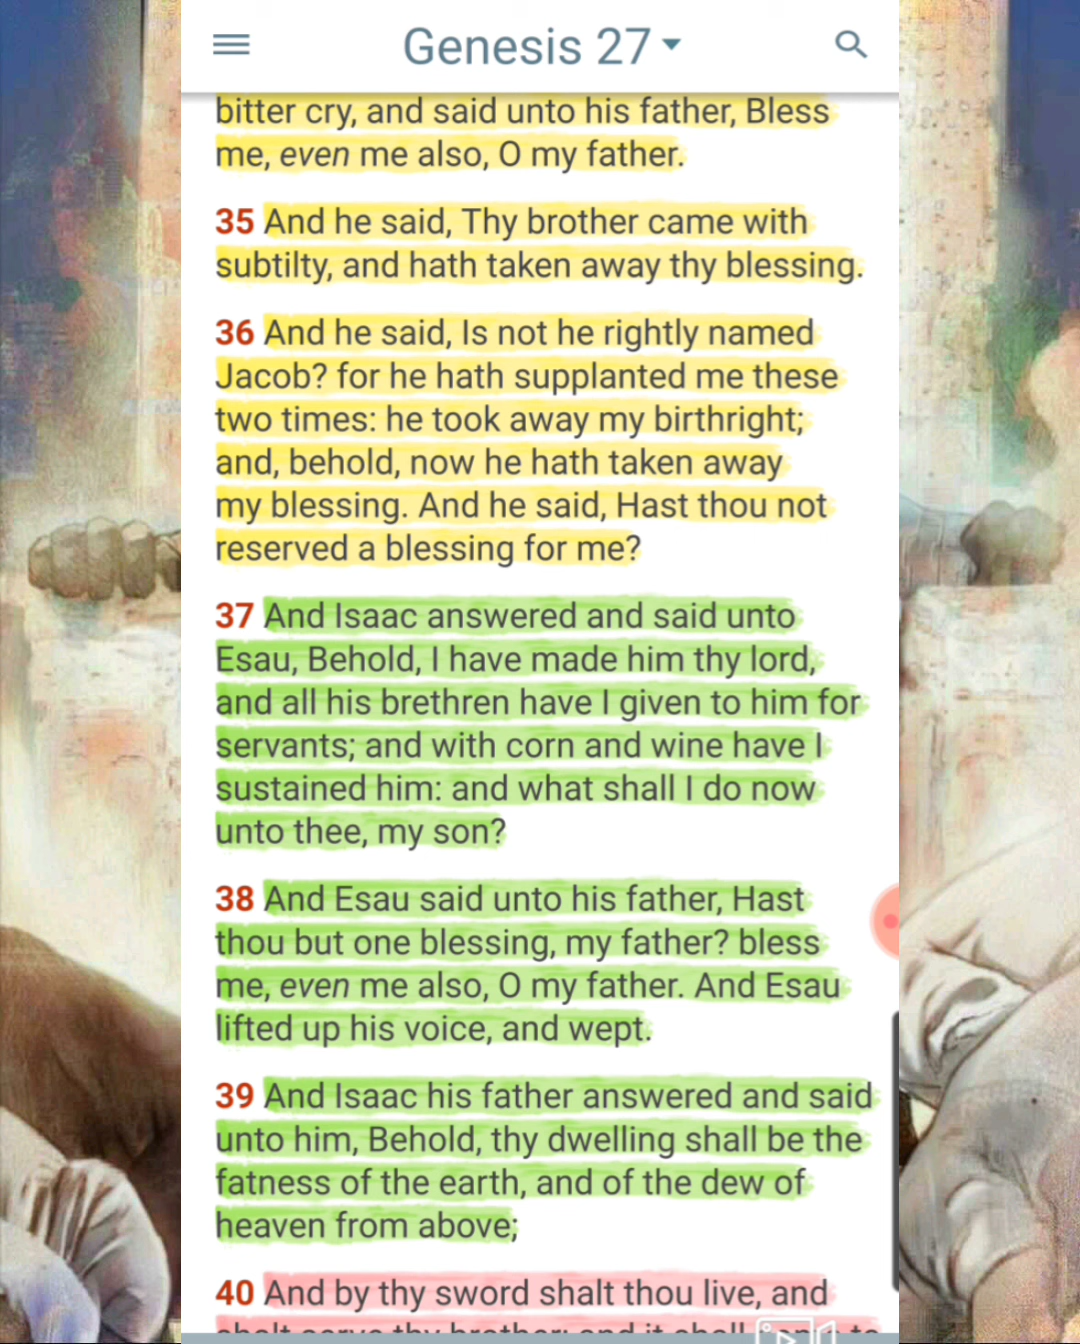 Genesis 27
bitter cry, and said unto his father, Bless
me, even me also, O my father.
35 And he said, Thy brother came with
subtilty, and hath taken away thy blessing.
36 And he said, Is not he rightly named
Jacob? for he hath supplanted me these
two times: he took away my birthright;
and, behold, now he hath taken away
my blessing. And he said, Hast thou not
reserved a blessing for me?
37 And Isaac answered and said unto
Esau, Behold, I have made him thy lord,
and all his brethren have I given to him for
servants; and with corn and wine have I
sustained him: and what shall I do now
unto thee, my son?
38 And Esau said unto his father, Hast
thou but one blessing, my father? bless
me, even me also, O my father. And Esau
lifted up his voice, and wept.
39 And Isaac his father answered and said
unto him, Behold, thy dwelling shall be the
fatness of the earth, and of the dew of
heaven from above;
40 And by thy sword shalt thou live, and
shalt serve thy brother; and it shall